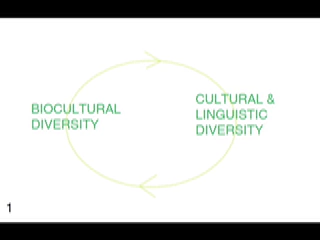 BIOCULTURAL
DIVERSITY
CULTURAL &
LINGUISTIC
DIVERSITY
1